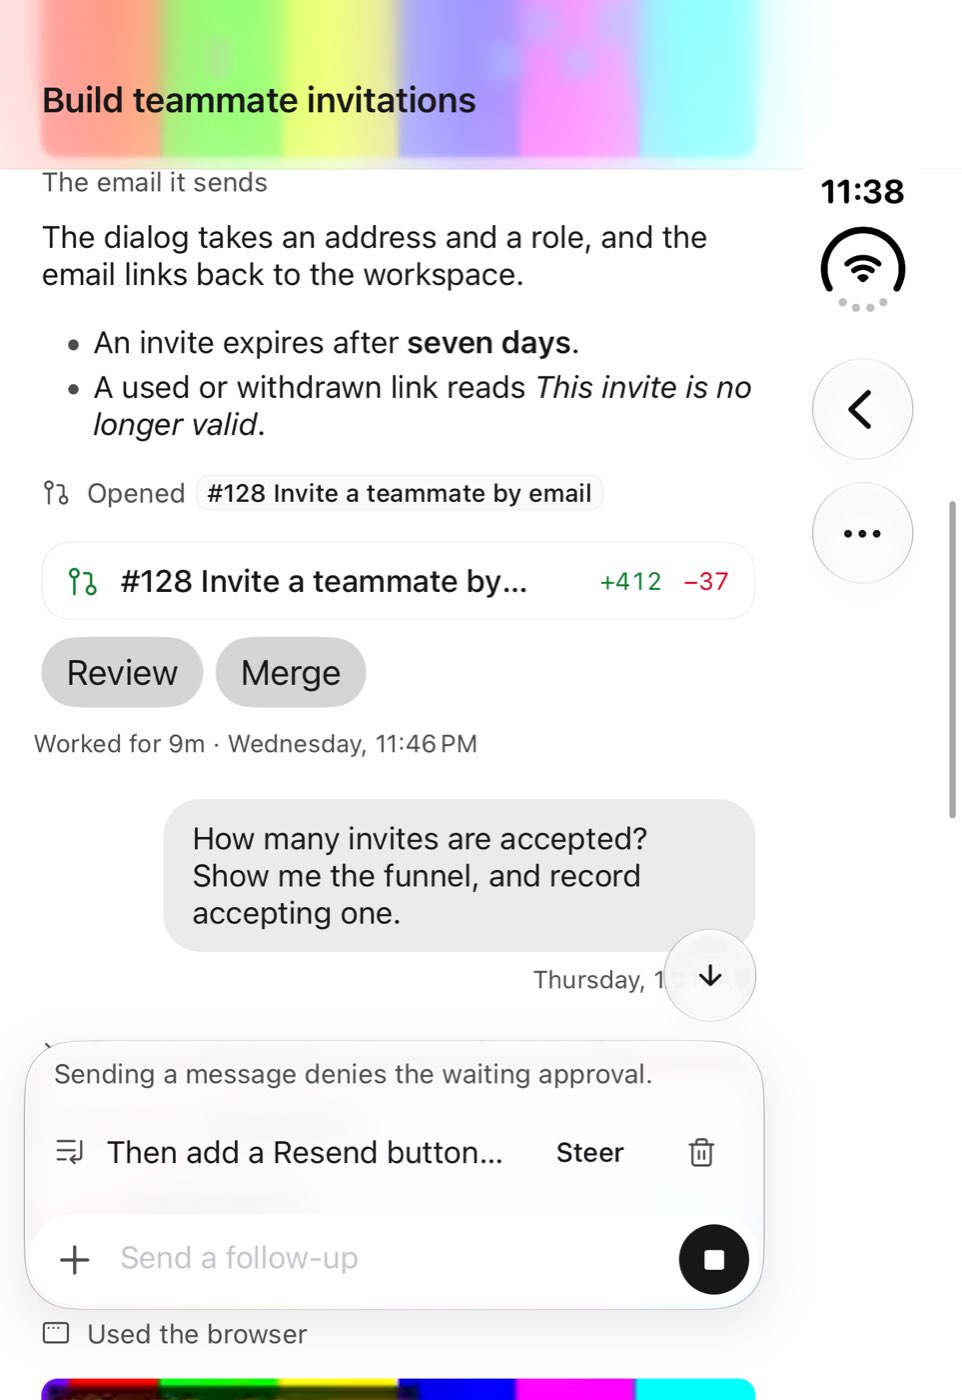 Build teammate invitations
The email it sends
11:38
The dialog takes an address and a role, and the
email links back to the workspace.
An invite expires after seven days.
A used or withdrawn link reads This invite is no
longer valid.
Opened #128 Invite a teammate by email
#128 Invite a teammate by... +412 −37
Review Merge
Worked for 9m · Wednesday, 11:46 PM
How many invites are accepted?
Show me the funnel, and record
accepting one.
Thursday,
Sending a message denies the waiting approval.
Then add a Resend button... Steer
Send a follow-up
Used the browser